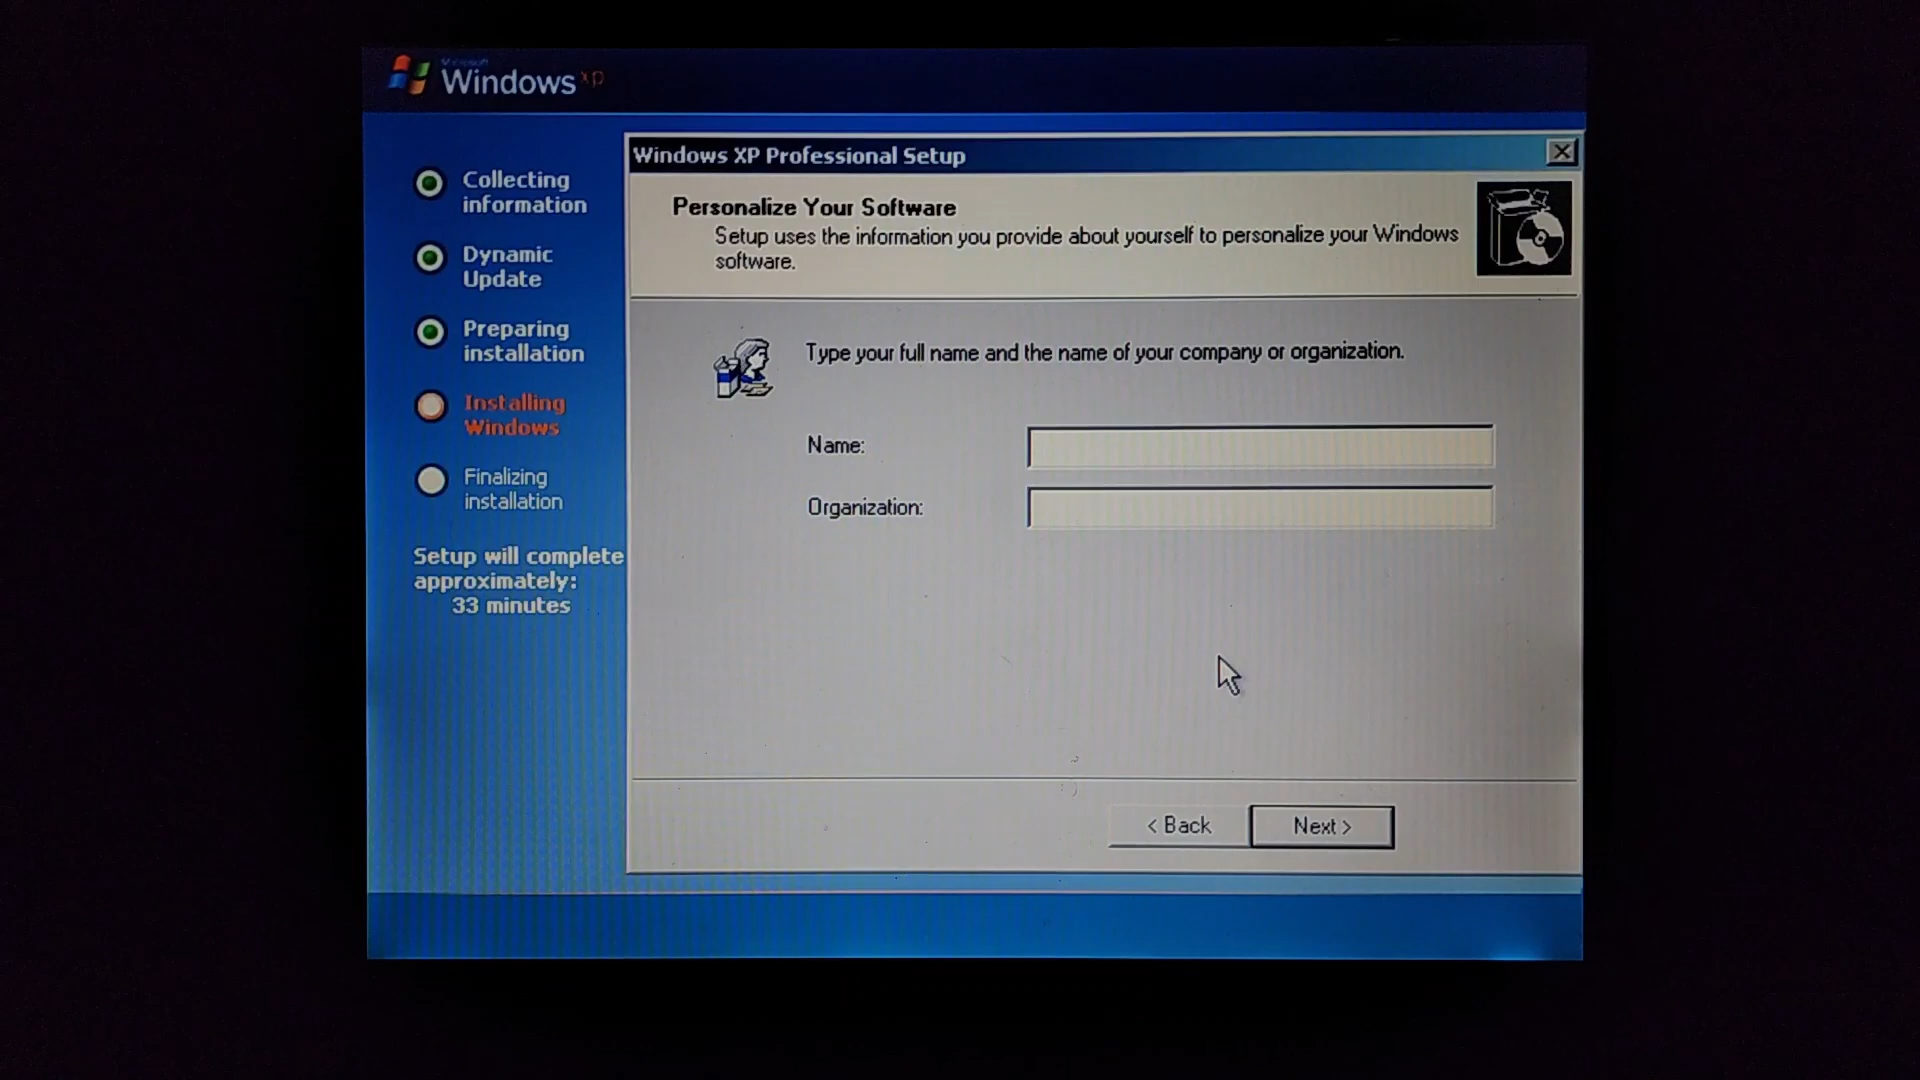 Microsoft
Windows xp
Collecting
information
Dynamic
Update
Preparing
installation
Installing
Windows
Finalizing
installation
Setup will complete
approximately:
33 minutes
Windows XP Professional Setup
Personalize Your Software
Setup uses the information you provide about yourself to personalize your Windows
software.
Type your full name and the name of your company or organization.
Name:
Organization:
< Back
Next >